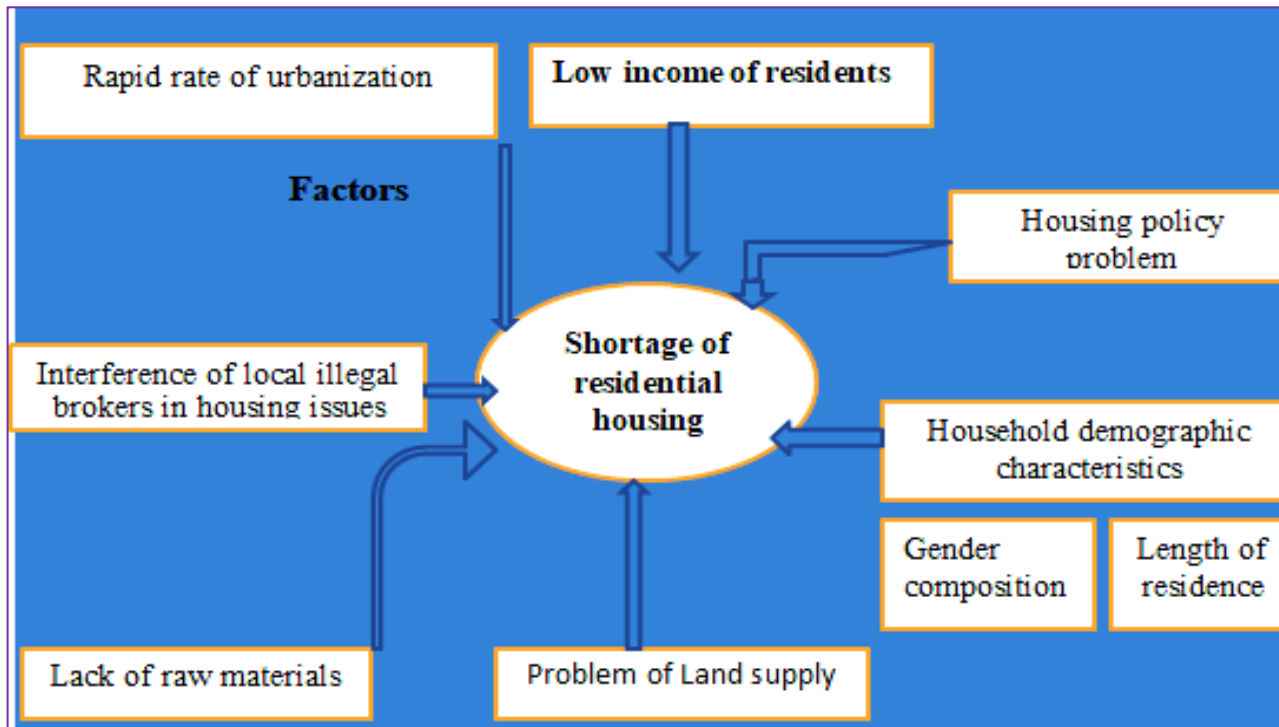 Rapid rate of urbanization
Low income of residents
Factors
Housing policy
problem
Shortage of
residential
housing
Interference of local illegal
brokers in housing issues
Household demographic
characteristics
Gender
composition
Length of
residence
Lack of raw materials
Problem of Land supply